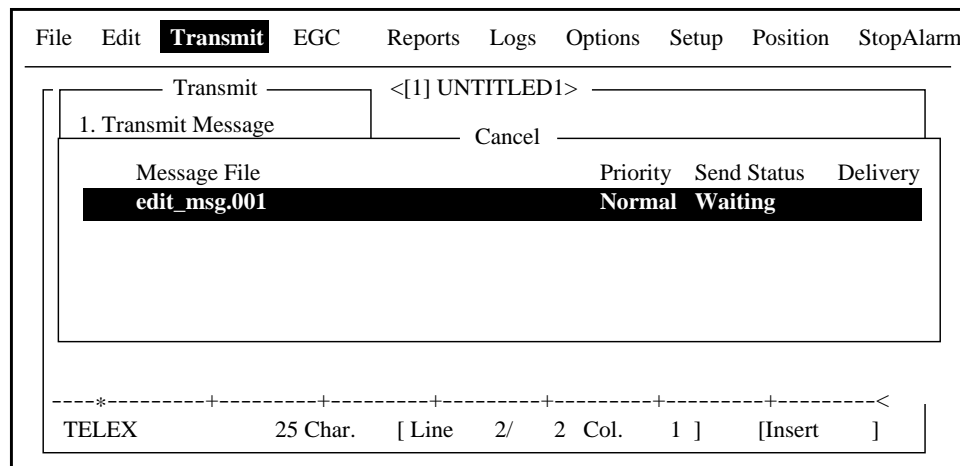 File Edit Transmit EGC Reports Logs Options Setup Position StopAlarm
Transmit <[1] UNTITLED1>
1. Transmit Message
Cancel
Message File Priority Send Status Delivery
edit_msg.001 Normal Waiting
----*---------+---------+---------+---------+---------+---------+---------<
TELEX 25 Char. [ Line 2/ 2 Col. 1 ] [Insert ]